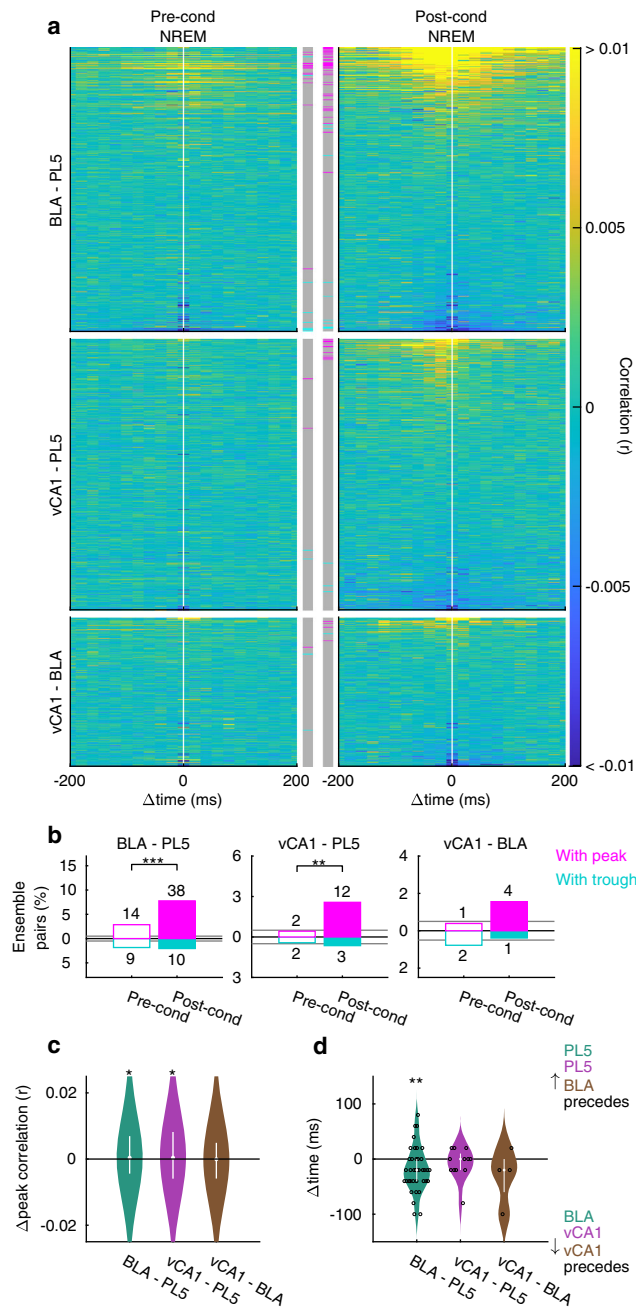 a
Pre-cond
NREM
Post-cond
NREM
BLA - PL5
vCA1 - PL5
vCA1 - BLA
-200 0 200
Δtime (ms)
-200 0 200
Δtime (ms)
> 0.01
0.005
0
-0.005
< -0.01
Correlation (r)
b
BLA - PL5
vCA1 - PL5
vCA1 - BLA
With peak
With trough
Ensemble
pairs (%)
15
10
5
0
5
***
14
38
9
10
Pre-cond
Post-cond
6
3
0
3
**
2
12
2
3
Pre-cond
Post-cond
4
2
0
2
1
4
2
1
Pre-cond
Post-cond
c
Δpeak correlation (r)
0.02
0
-0.02
*
*
BLA - PL5
vCA1 - PL5
vCA1 - BLA
d
Δtime (ms)
100
0
-100
**
BLA - PL5
vCA1 - PL5
vCA1 - BLA
PL5
PL5
↑ BLA
precedes
BLA
vCA1
↓ vCA1
precedes